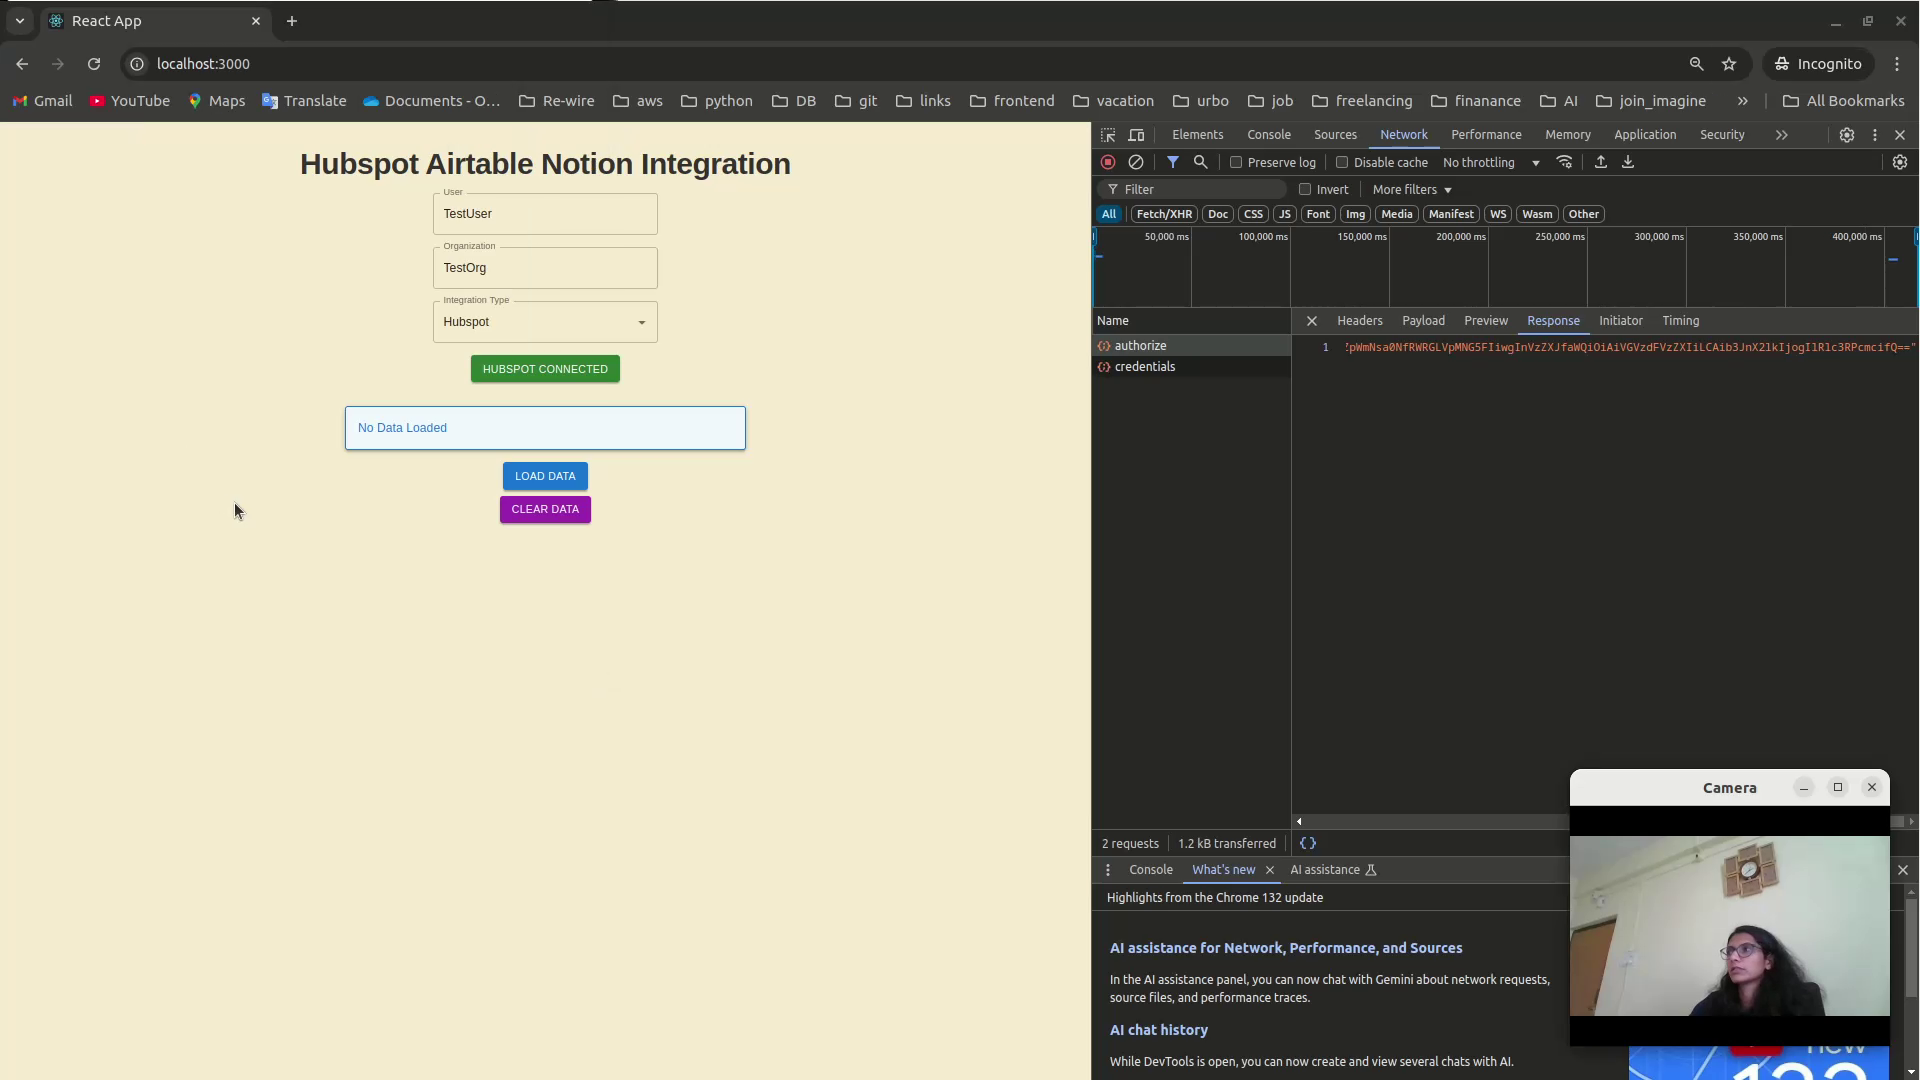 React App
localhost:3000
Incognito
Gmail YouTube Maps Translate Documents - O... Re-wire aws python DB git links frontend vacation urbo job freelancing finanance AI join_imagine » All Bookmarks
Hubspot Airtable Notion Integration
User
TestUser
Organization
TestOrg
Integration Type
Hubspot
HUBSPOT CONNECTED
No Data Loaded
LOAD DATA
CLEAR DATA
Elements Console Sources Network Performance Memory Application Security »
Preserve log Disable cache No throttling
Filter Invert More filters
All Fetch/XHR Doc CSS JS Font Img Media Manifest WS Wasm Other
50,000 ms 100,000 ms 150,000 ms 200,000 ms 250,000 ms 300,000 ms 350,000 ms 400,000 ms
Name Headers Payload Preview Response Initiator Timing
authorize
credentials
1
2 requests 1.2 kB transferred { }
Console What's new AI assistance
Highlights from the Chrome 132 update
AI assistance for Network, Performance, and Sources
In the AI assistance panel, you can now chat with Gemini about network requests,
source files, and performance traces.
AI chat history
While DevTools is open, you can now create and view several chats with AI.
Camera
new
132